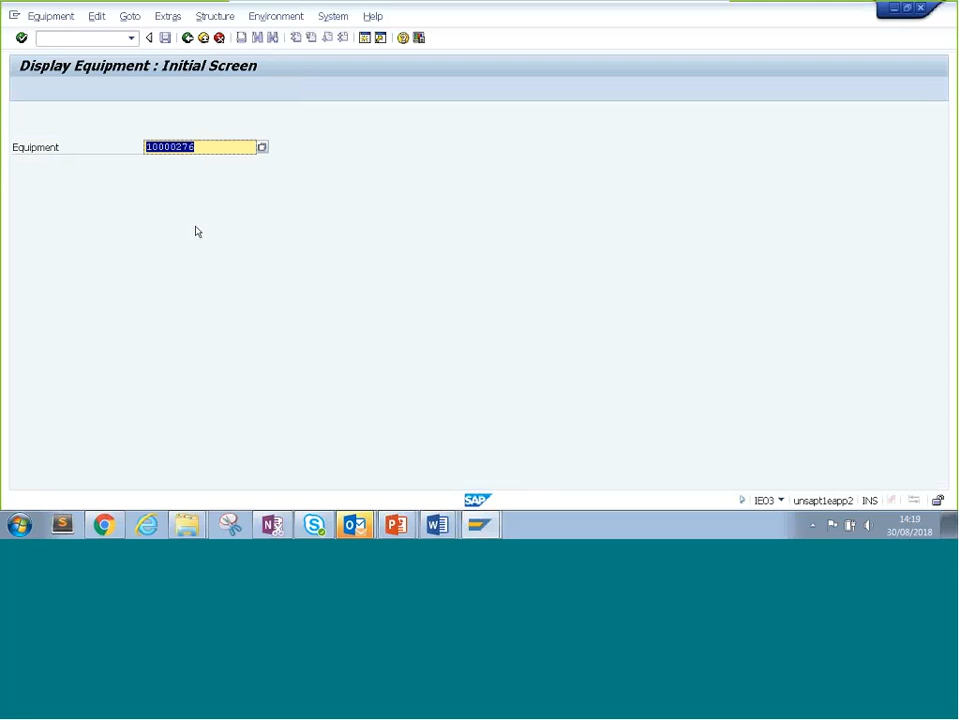 Equipment Edit Goto Extras Structure Environment System Help
Display Equipment : Initial Screen
Equipment 10000276
SAP
IE03 unsapt1eapp2 INS
S N S O P W
14:19
30/08/2018